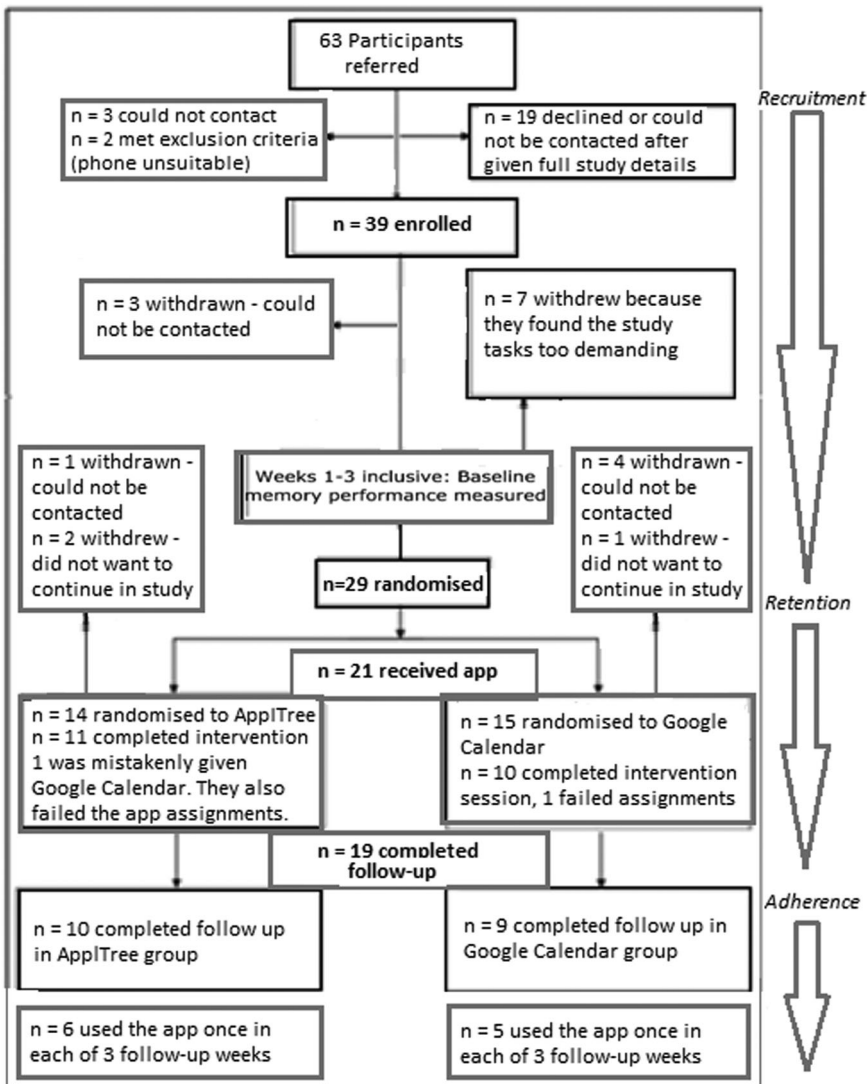 63 Participants
referred
Recruitment
n = 3 could not contact
n = 2 met exclusion criteria
(phone unsuitable)
n = 19 declined or could
not be contacted after
given full study details
n = 39 enrolled
n = 3 withdrawn - could
not be contacted
n = 7 withdrew because
they found the study
tasks too demanding
n = 1 withdrawn -
could not be
contacted
n = 2 withdrew -
did not want to
continue in study
Weeks 1-3 inclusive: Baseline
memory performance measured
n = 4 withdrawn -
could not be
contacted
n = 1 withdrew -
did not want to
continue in study
n=29 randomised
Retention
n = 21 received app
n = 14 randomised to ApplTree
n = 11 completed intervention
1 was mistakenly given
Google Calendar. They also
failed the app assignments.
n = 15 randomised to Google
Calendar
n = 10 completed intervention
session, 1 failed assignments
n = 19 completed
follow-up
Adherence
n = 10 completed follow up
in ApplTree group
n = 9 completed follow up in
Google Calendar group
n = 6 used the app once in
each of 3 follow-up weeks
n = 5 used the app once in
each of 3 follow-up weeks